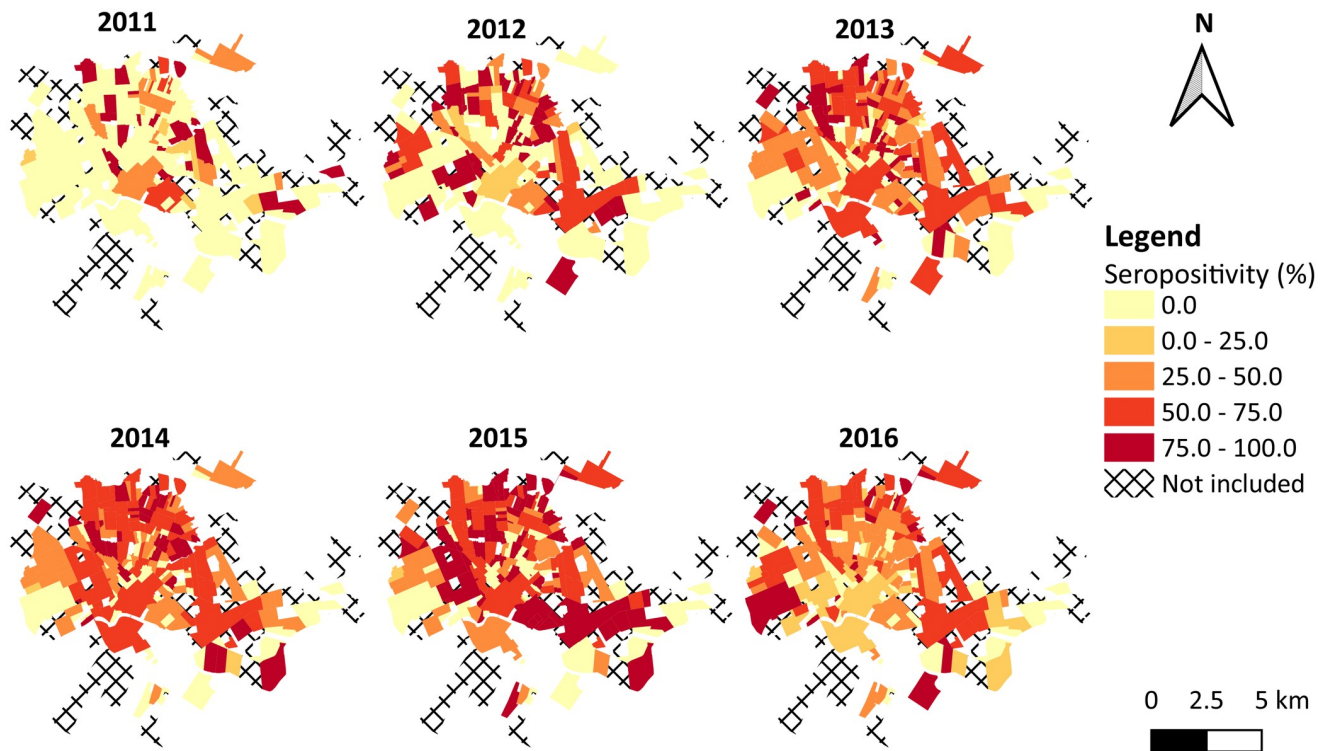 2011
2012
2013
N
Legend
Seropositivity (%)
0.0
0.0 - 25.0
25.0 - 50.0
50.0 - 75.0
75.0 - 100.0
Not included
2014
2015
2016
0 2.5 5 km